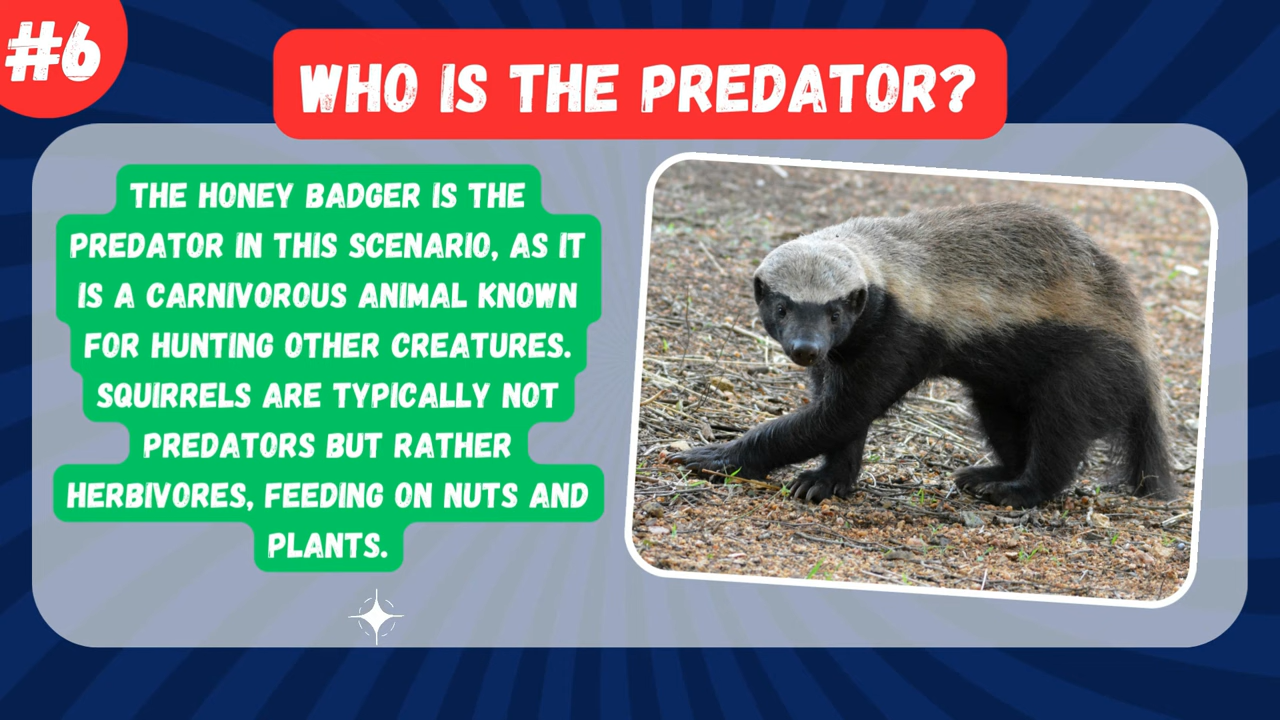 #6
WHO IS THE PREDATOR?
THE HONEY BADGER IS THE
PREDATOR IN THIS SCENARIO, AS IT
IS A CARNIVOROUS ANIMAL KNOWN
FOR HUNTING OTHER CREATURES.
SQUIRRELS ARE TYPICALLY NOT
PREDATORS BUT RATHER
HERBIVORES, FEEDING ON NUTS AND
PLANTS.